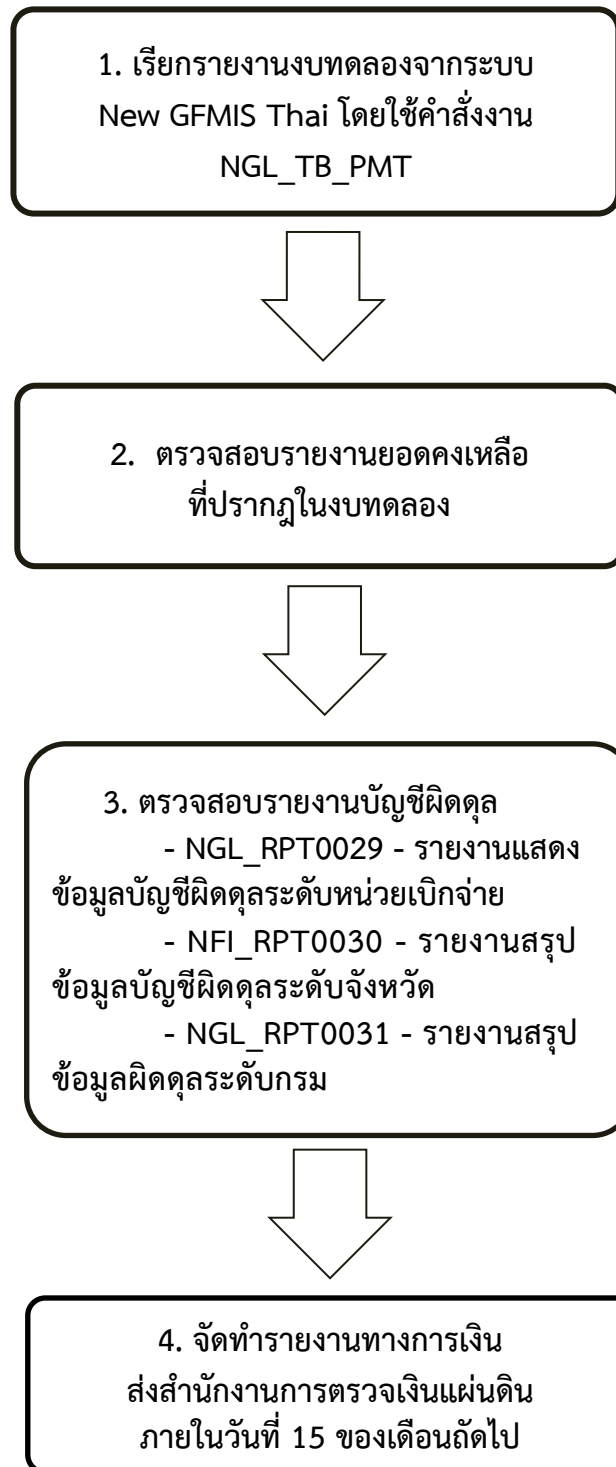 1. เรียกรายงานงบทดลองจากระบบ
New GFMIS Thai โดยใช้คำสั่งงาน
NGL_TB_PMT
2. ตรวจสอบรายงานยอดคงเหลือ
ที่ปรากฎในงบทดลอง
3. ตรวจสอบรายงานบัญชีผิดดุล
- NGL_RPT0029 - รายงานแสดง
ข้อมูลบัญชีผิดดุลระดับหน่วยเบิกจ่าย
- NFI_RPT0030 - รายงานสรุป
ข้อมูลบัญชีผิดดุลระดับจังหวัด
- NGL_RPT0031 - รายงานสรุป
ข้อมูลผิดดุลระดับกรม
4. จัดทำรายงานทางการเงิน
ส่งสำนักงานการตรวจเงินแผ่นดิน
ภายในวันที่ 15 ของเดือนถัดไป